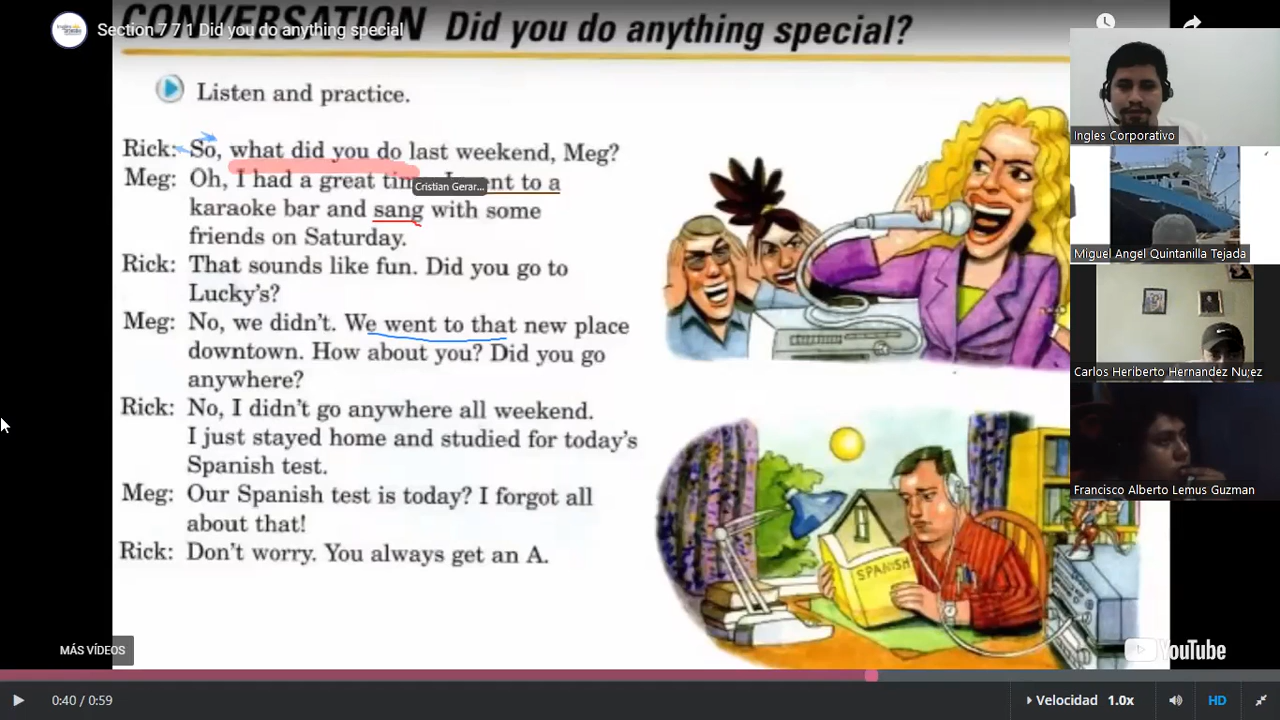 CONVERSATION Did you do anything special?
Section 7 7 1 Did you do anything special
Listen and practice.
Rick: So, what did you do last weekend, Meg?
Meg: Oh, I had a great
Cristian Gerar...
to a
karaoke bar and sang with some
friends on Saturday.
Rick: That sounds like fun. Did you go to
Lucky's?
Meg: No, we didn't. We went to that new place
downtown. How about you? Did you go
anywhere?
Rick: No, I didn't go anywhere all weekend.
I just stayed home and studied for today's
Spanish test.
Meg: Our Spanish test is today? I forgot all
about that!
Rick: Don't worry. You always get an A.
SPANISH
Ingles Corporativo
Miguel Angel Quintanilla Tejada
Carlos Heriberto Hernandez Nu;ez
Francisco Alberto Lemus Guzman
MÁS VÍDEOS
YouTube
0:40 / 0:59
Velocidad 1.0x
HD